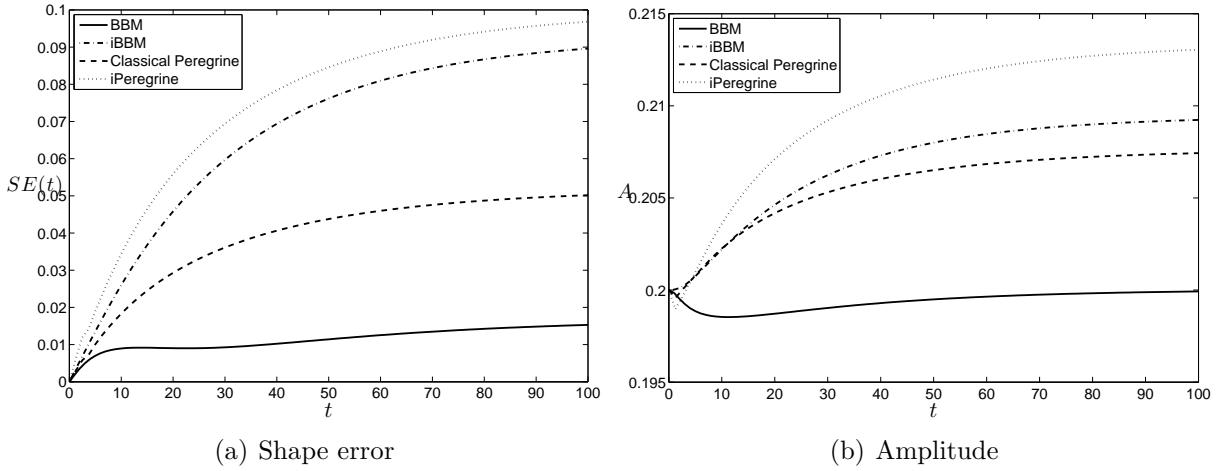 BBM
iBBM
Classical Peregrine
iPeregrine
SE(t)
0.1
0.09
0.08
0.07
0.06
0.05
0.04
0.03
0.02
0.01
0
0 10 20 30 40 50 60 70 80 90 100
t
(a) Shape error
BBM
iBBM
Classical Peregrine
iPeregrine
A
0.215
0.21
0.205
0.2
0.195
0 10 20 30 40 50 60 70 80 90 100
t
(b) Amplitude